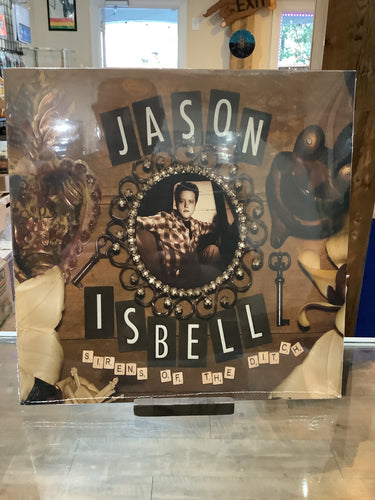 EXIT
JASON
ISBELL
SIRENS OF THE DITCH